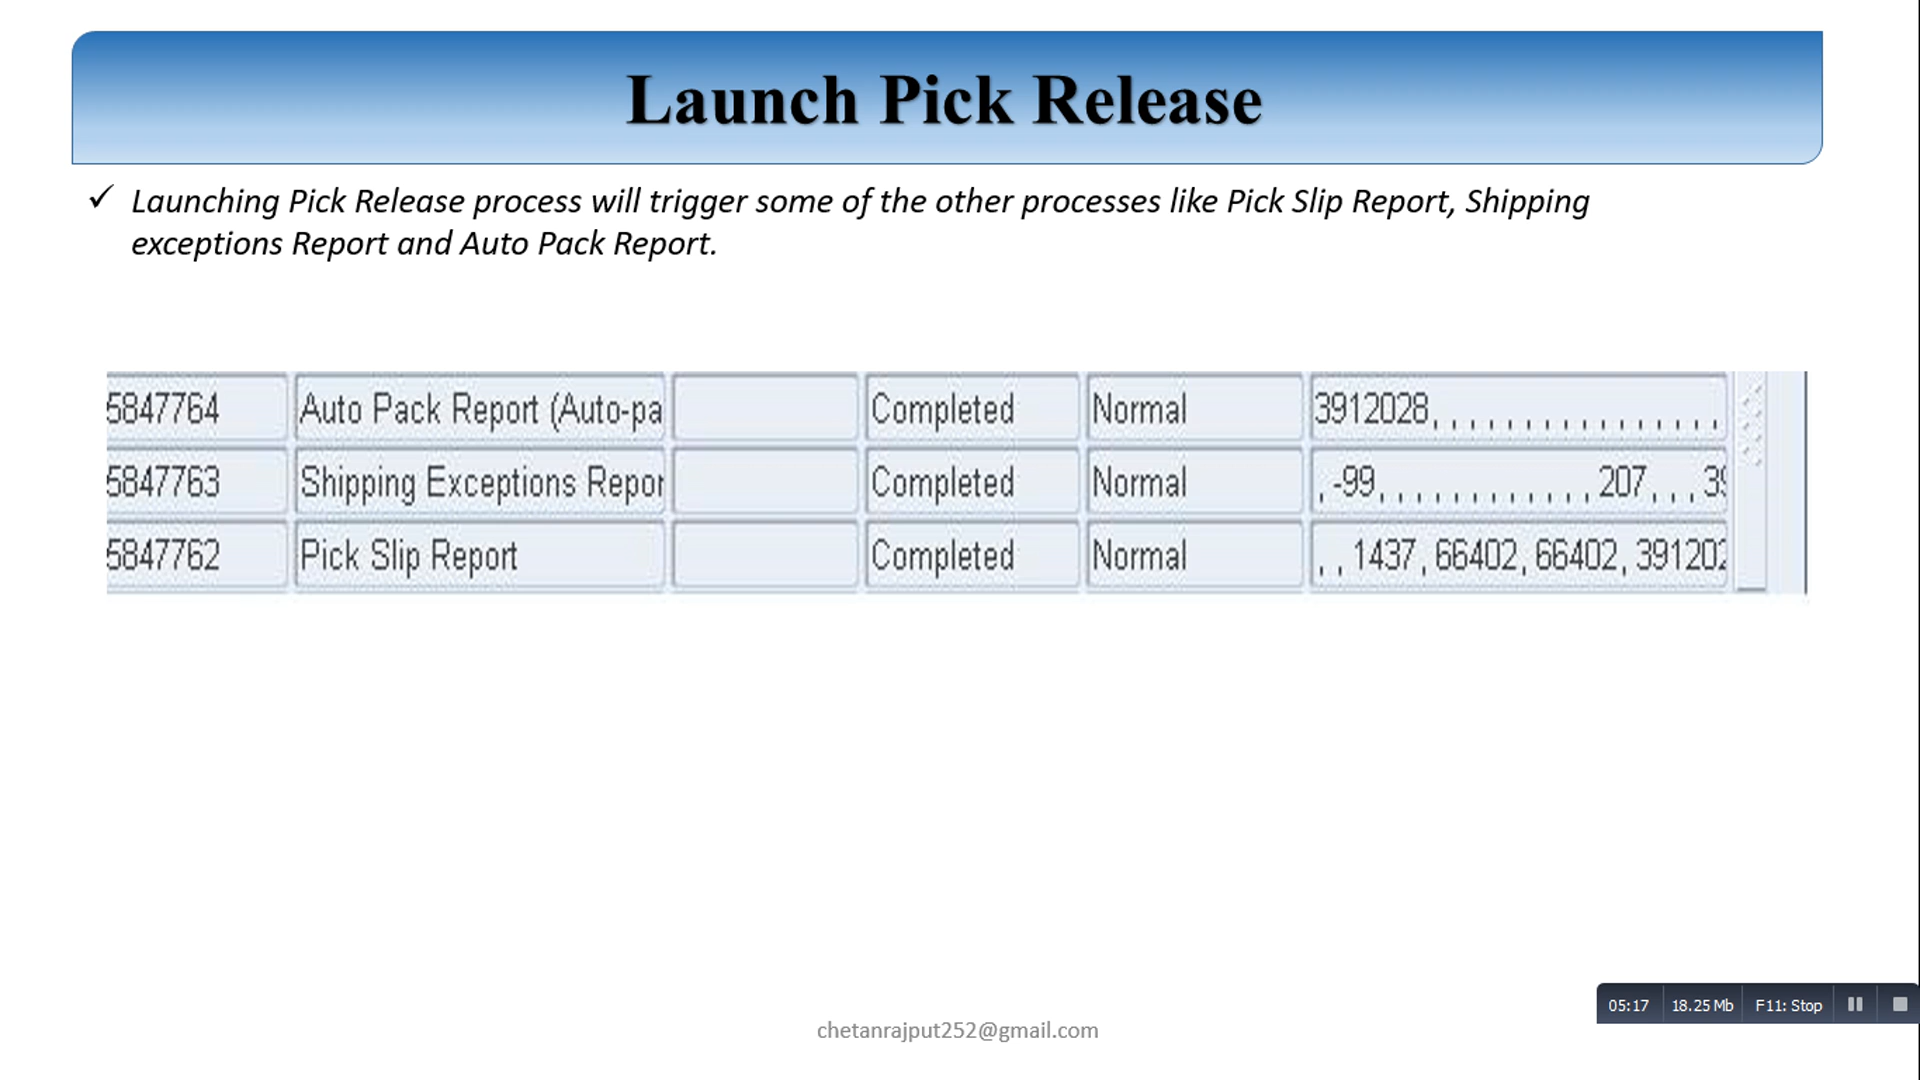 Launch Pick Release
✓ Launching Pick Release process will trigger some of the other processes like Pick Slip Report, Shipping
exceptions Report and Auto Pack Report.
5847764 Auto Pack Report (Auto-pa Completed Normal 3912028, , , , , , , , , , , , , , , ,
5847763 Shipping Exceptions Repor Completed Normal , -99, , , , , , , , , , , , 207, , , 39
5847762 Pick Slip Report Completed Normal , , 1437, 66402, 66402, 391202
05:17 18.25 Mb F11: Stop
chetanrajput252@gmail.com